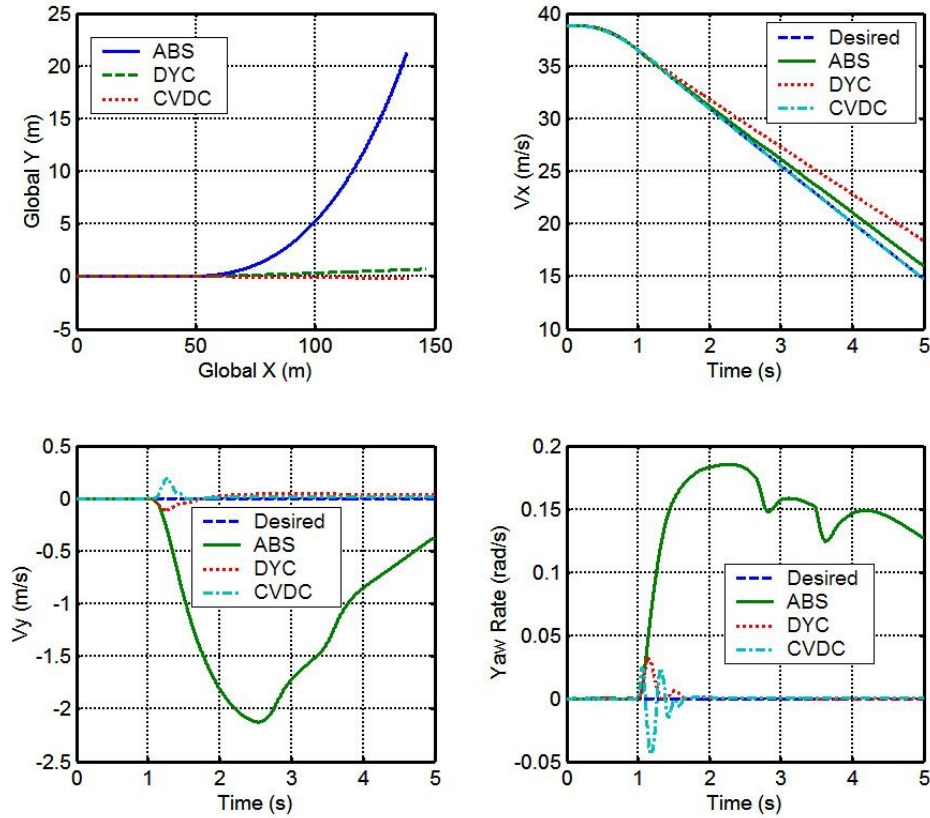 25
20
15
10
5
0
-5
Global Y (m)
ABS
DYC
CVDC
0
50
100
150
Global X (m)
40
35
30
25
20
15
10
Vx (m/s)
Desired
ABS
DYC
CVDC
0
1
2
3
4
5
Time (s)
0.5
0
-0.5
-1
-1.5
-2
-2.5
Vy (m/s)
Desired
ABS
DYC
CVDC
0
1
2
3
4
5
Time (s)
0.2
0.15
0.1
0.05
0
-0.05
Yaw Rate (rad/s)
Desired
ABS
DYC
CVDC
0
1
2
3
4
5
Time (s)